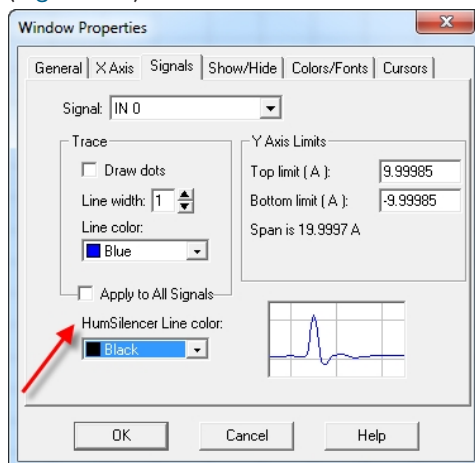 Window Properties
General X Axis Signals Show/Hide Colors/Fonts Cursors
Signal: IN 0
Trace
Draw dots
Line width: 1
Line color:
Blue
Apply to All Signals
HumSilencer Line color:
Black
Y Axis Limits
Top limit ( A ): 9.99985
Bottom limit ( A ): -9.99985
Span is 19.9997 A
OK Cancel Help